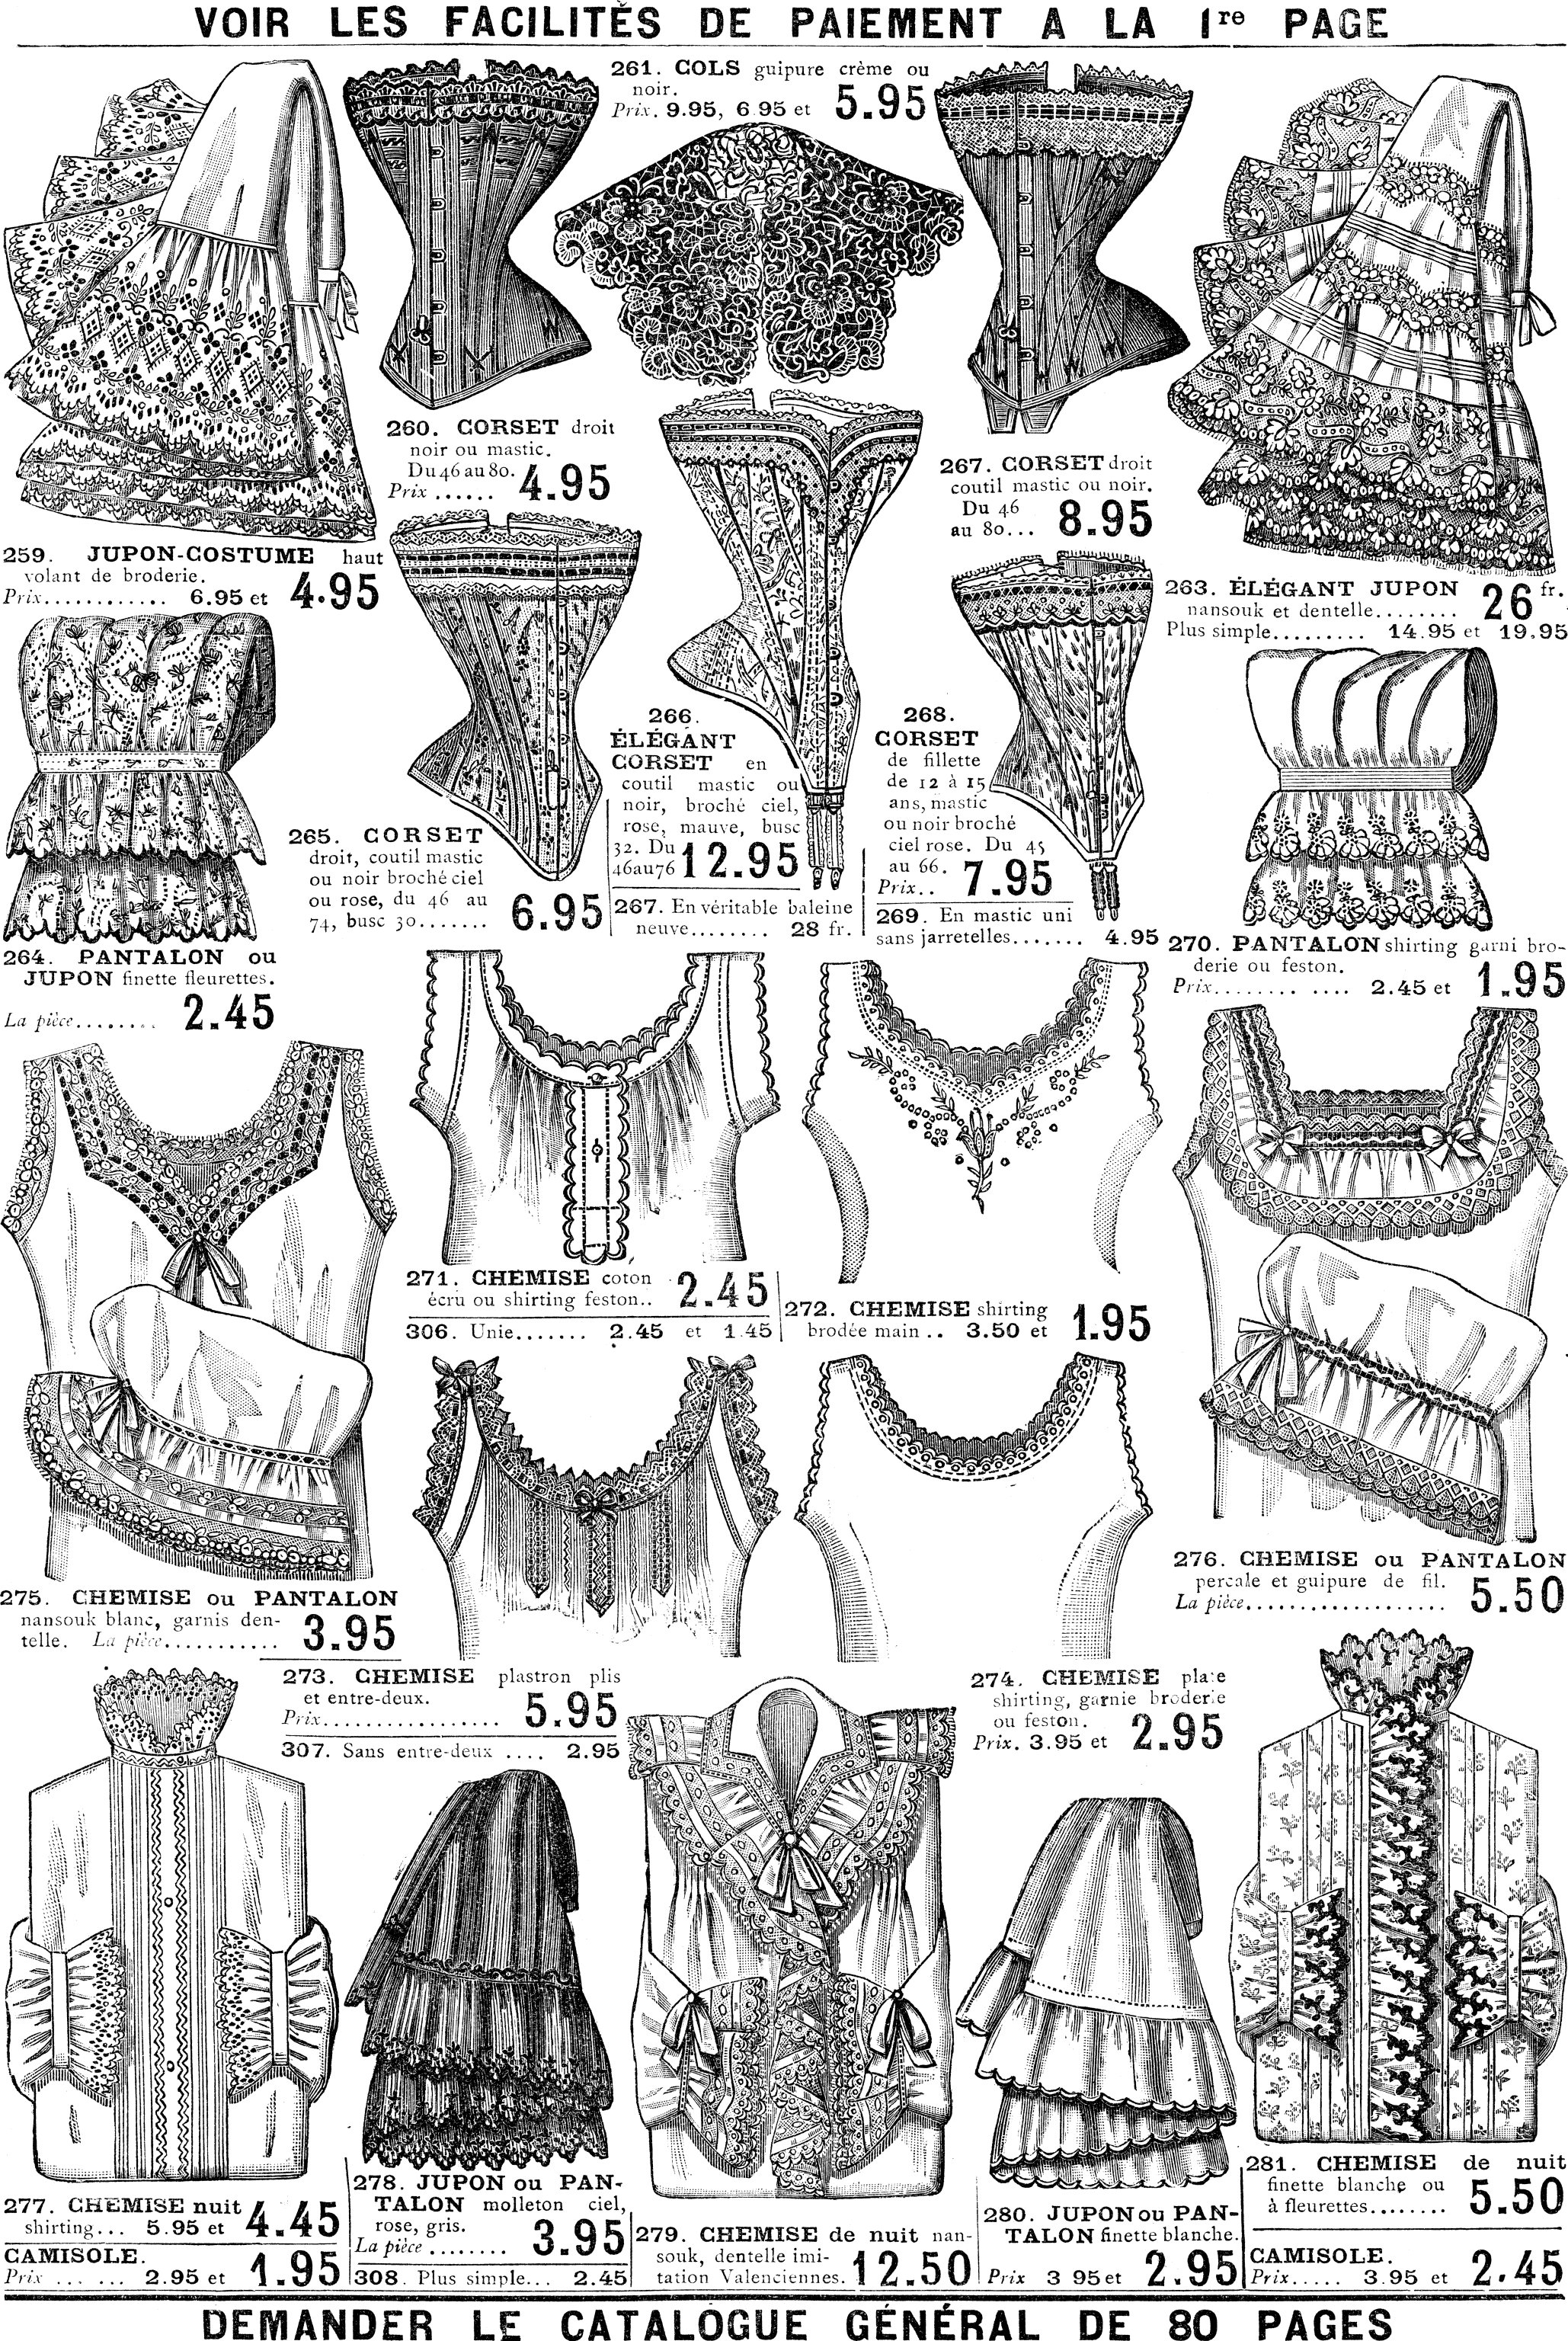 VOIR LES FACILITÉS DE PAIEMENT A LA 1re PAGE
261. COLS guipure crème ou
noir.
Prix. 9.95, 6.95 et 5.95
260. CORSET droit
noir ou mastic.
Du 46 au 80.
Prix ...... 4.95
267. CORSET droit
coutil mastic ou noir.
Du 46
au 80... 8.95
259. JUPON-COSTUME haut
volant de broderie.
Prix............ 6.95 et 4.95
263. ÉLÉGANT JUPON
nansouk et dentelle........ 26 fr.
Plus simple......... 14.95 et 19.95
265. CORSET
droit, coutil mastic
ou noir broché ciel
ou rose, du 46 au
74, busc 30....... 6.95
266.
ÉLÉGANT
CORSET en
coutil mastic ou
noir, broché ciel,
rose, mauve, busc
32. Du
46 au 76 12.95
267. En véritable baleine
neuve........ 28 fr.
268.
CORSET
de fillette
de 12 à 15
ans, mastic
ou noir broché
ciel rose. Du 45
au 66.
Prix.. 7.95
269. En mastic uni
sans jarretelles....... 4.95
264. PANTALON ou
JUPON finette fleurettes.
La pièce........ 2.45
270. PANTALON shirting garni bro-
derie ou feston.
Prix........ .... 2.45 et 1.95
271. CHEMISE coton
écru ou shirting feston.. 2.45
306. Unie....... 2.45 et 1.45
272. CHEMISE shirting
brodée main .. 3.50 et 1.95
275. CHEMISE ou PANTALON
nansouk blanc, garnis den-
telle. La pièce........... 3.95
276. CHEMISE ou PANTALON
percale et guipure de fil.
La pièce................... 5.50
273. CHEMISE plastron plis
et entre-deux.
Prix................. 5.95
307. Sans entre-deux .... 2.95
274. CHEMISE plate
shirting, garnie broderie
ou feston.
Prix. 3.95 et 2.95
277. CHEMISE nuit
shirting... 5.95 et 4.45
CAMISOLE.
Prix ... ... 2.95 et 1.95
278. JUPON ou PAN-
TALON molleton ciel,
rose, gris.
La pièce ........ 3.95
308. Plus simple... 2.45
279. CHEMISE de nuit nan-
souk, dentelle imi-
tation Valenciennes. 12.50
280. JUPON ou PAN-
TALON finette blanche.
Prix 3 95 et 2.95
281. CHEMISE de nuit
finette blanche ou
à fleurettes........ 5.50
CAMISOLE.
Prix..... 3.95 et 2.45
DEMANDER LE CATALOGUE GÉNÉRAL DE 80 PAGES